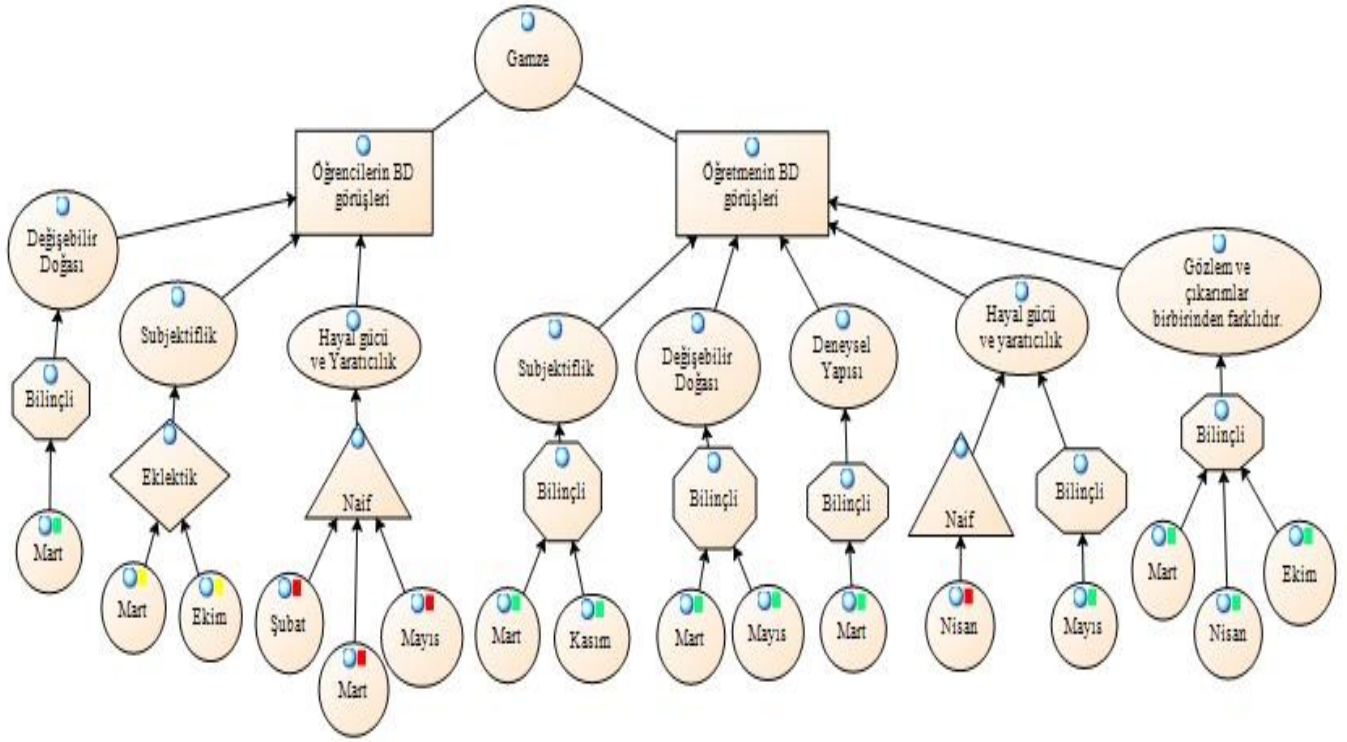 Gamze
Öğrencilerin BD
görüşleri
Öğretmenin BD
görüşleri
Değişebilir
Doğası
Subjektiflik
Hayal gücü
ve Yaratıcılık
Subjektiflik
Değişebilir
Doğası
Deneysel
Yapısı
Hayal gücü
ve yaratıcılık
Gözlem ve
çıkarımlar
birbirinden farklıdır.
Bilinçli
Eklektik
Naif
Bilinçli
Bilinçli
Bilinçli
Naif
Bilinçli
Bilinçli
Mart
Mart
Ekim
Şubat
Mart
Mayıs
Mart
Kasım
Mart
Mayıs
Mart
Nisan
Mayıs
Mart
Nisan
Ekim